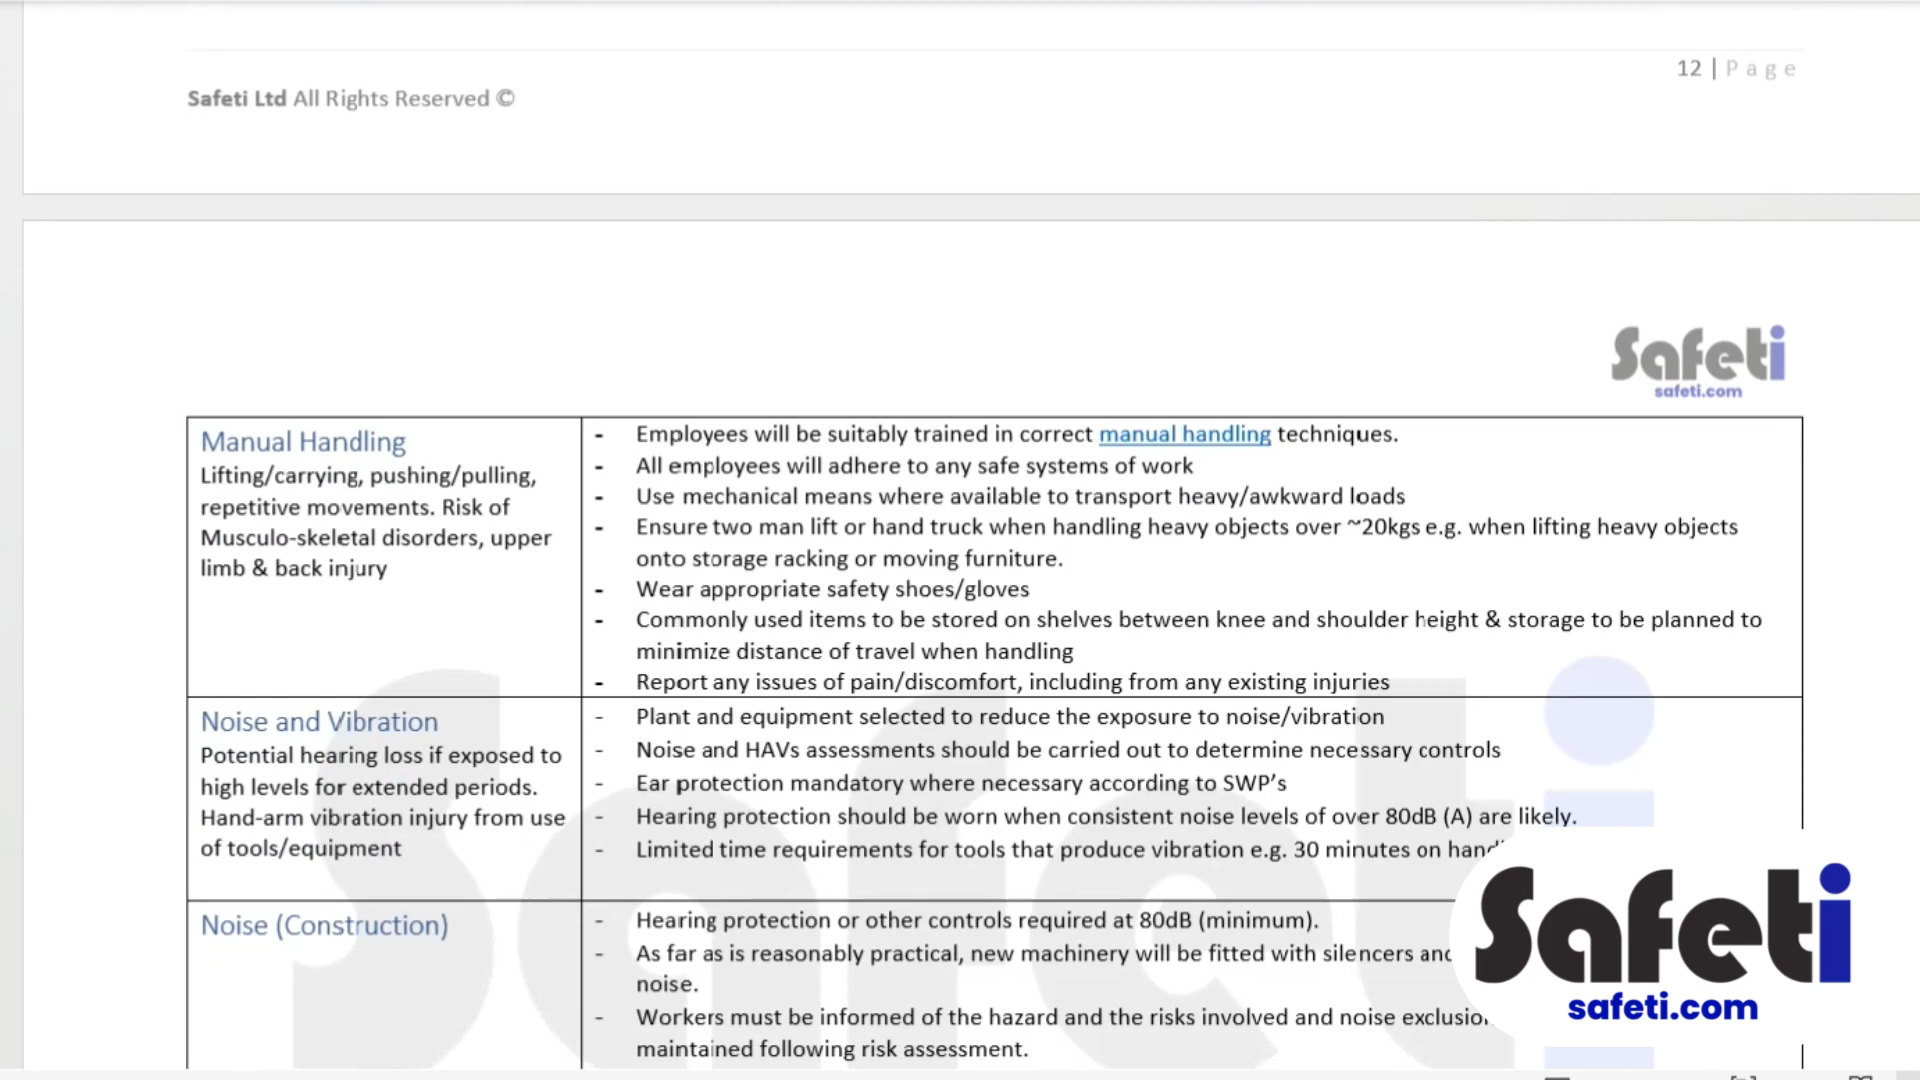 12 | Page
Safeti Ltd All Rights Reserved ©
Safeti
safeti.com
Manual Handling
Lifting/carrying, pushing/pulling,
repetitive movements. Risk of
Musculo-skeletal disorders, upper
limb & back injury
- Employees will be suitably trained in correct manual handling techniques.
- All employees will adhere to any safe systems of work
- Use mechanical means where available to transport heavy/awkward loads
- Ensure two man lift or hand truck when handling heavy objects over ~20kgs e.g. when lifting heavy objects
onto storage racking or moving furniture.
- Wear appropriate safety shoes/gloves
- Commonly used items to be stored on shelves between knee and shoulder height & storage to be planned to
minimize distance of travel when handling
- Report any issues of pain/discomfort, including from any existing injuries
Noise and Vibration
Potential hearing loss if exposed to
high levels for extended periods.
Hand-arm vibration injury from use
of tools/equipment
- Plant and equipment selected to reduce the exposure to noise/vibration
- Noise and HAVs assessments should be carried out to determine necessary controls
- Ear protection mandatory where necessary according to SWP's
- Hearing protection should be worn when consistent noise levels of over 80dB (A) are likely.
- Limited time requirements for tools that produce vibration e.g. 30 minutes on
Noise (Construction)
- Hearing protection or other controls required at 80dB (minimum).
- As far as is reasonably practical, new machinery will be fitted with silencers
noise.
- Workers must be informed of the hazard and the risks involved and noise
maintained following risk assessment.
Safeti
Safeti
safeti.com